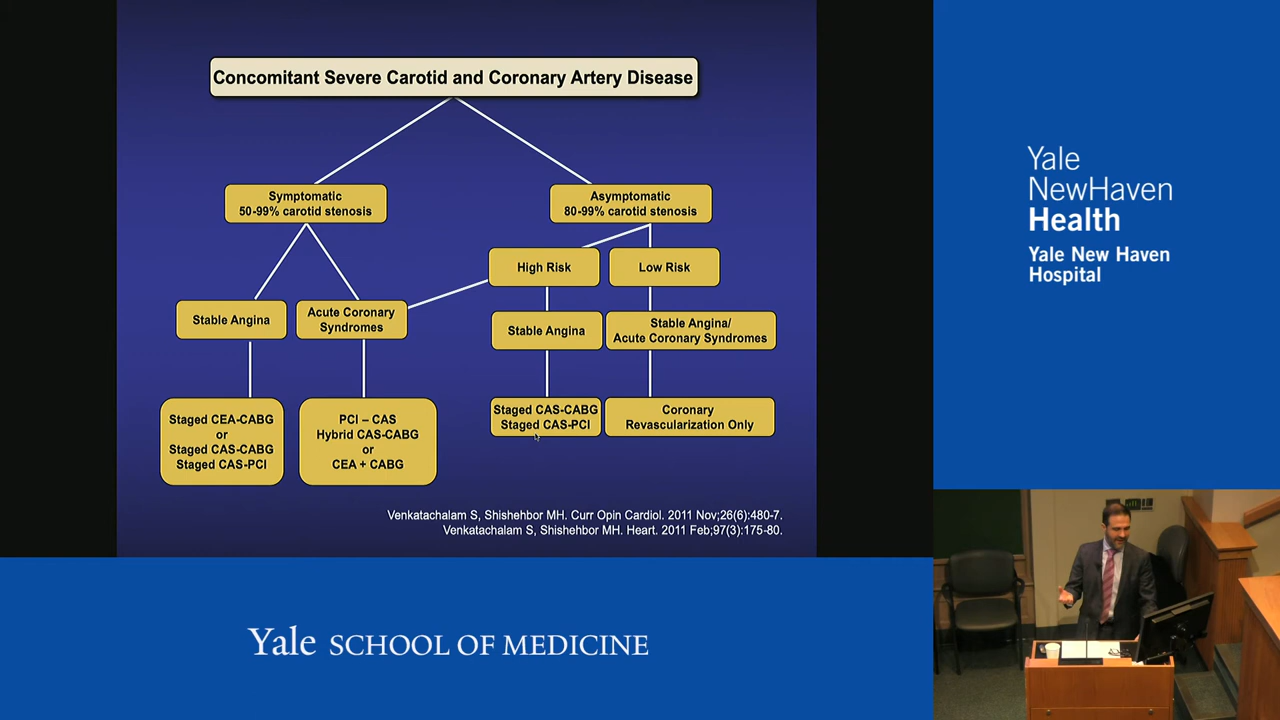 Concomitant Severe Carotid and Coronary Artery Disease
Symptomatic
50-99% carotid stenosis
Asymptomatic
80-99% carotid stenosis
High Risk
Low Risk
Stable Angina
Acute Coronary
Syndromes
Stable Angina
Stable Angina/
Acute Coronary Syndromes
Staged CEA-CABG
or
Staged CAS-CABG
Staged CAS-PCI
PCI – CAS
Hybrid CAS-CABG
or
CEA + CABG
Staged CAS-CABG
Staged CAS-PCI
Coronary
Revascularization Only
Venkatachalam S, Shishehbor MH. Curr Opin Cardiol. 2011 Nov;26(6):480-7.
Venkatachalam S, Shishehbor MH. Heart. 2011 Feb;97(3):175-80.
Yale
NewHaven
Health
Yale New Haven
Hospital
Yale SCHOOL OF MEDICINE